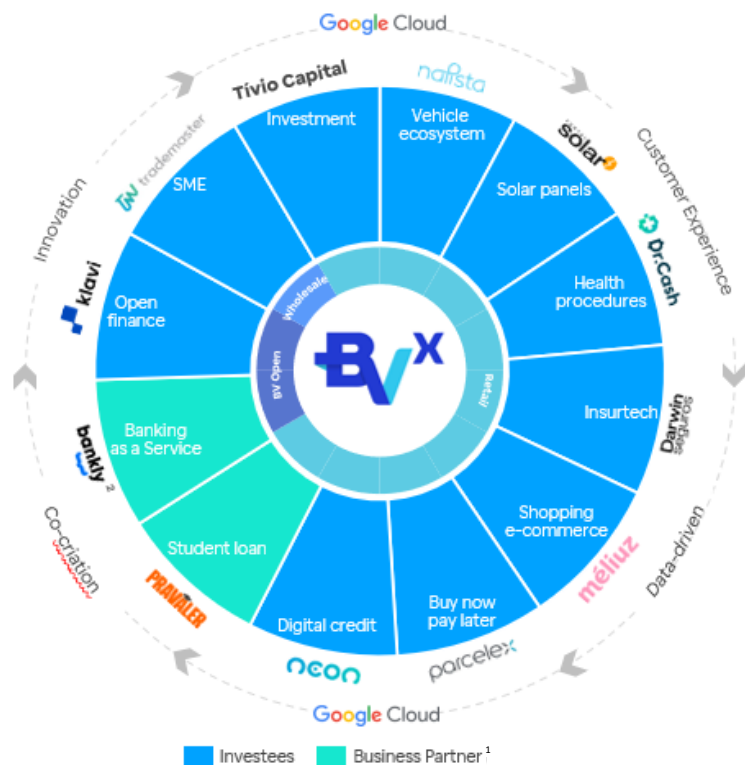 Google Cloud
Tívio Capital
nalista
Investment
Vehicle
ecosystem
solar
Solar panels
Customer Experience
Dr.Cash
Health
procedures
Insurtech
Darwin
seguros
Shopping
e-commerce
méliuz
Data-driven
Buy now
pay later
parcelex
Digital credit
neon
Student loan
PRAVALER
Co-criation
Banking
as a Service
bankly 2
Open
finance
klavi
Innovation
SME
trademaster
Wholesale
BV Open
Retail
BV x
Google Cloud
Investees
Business Partner 1